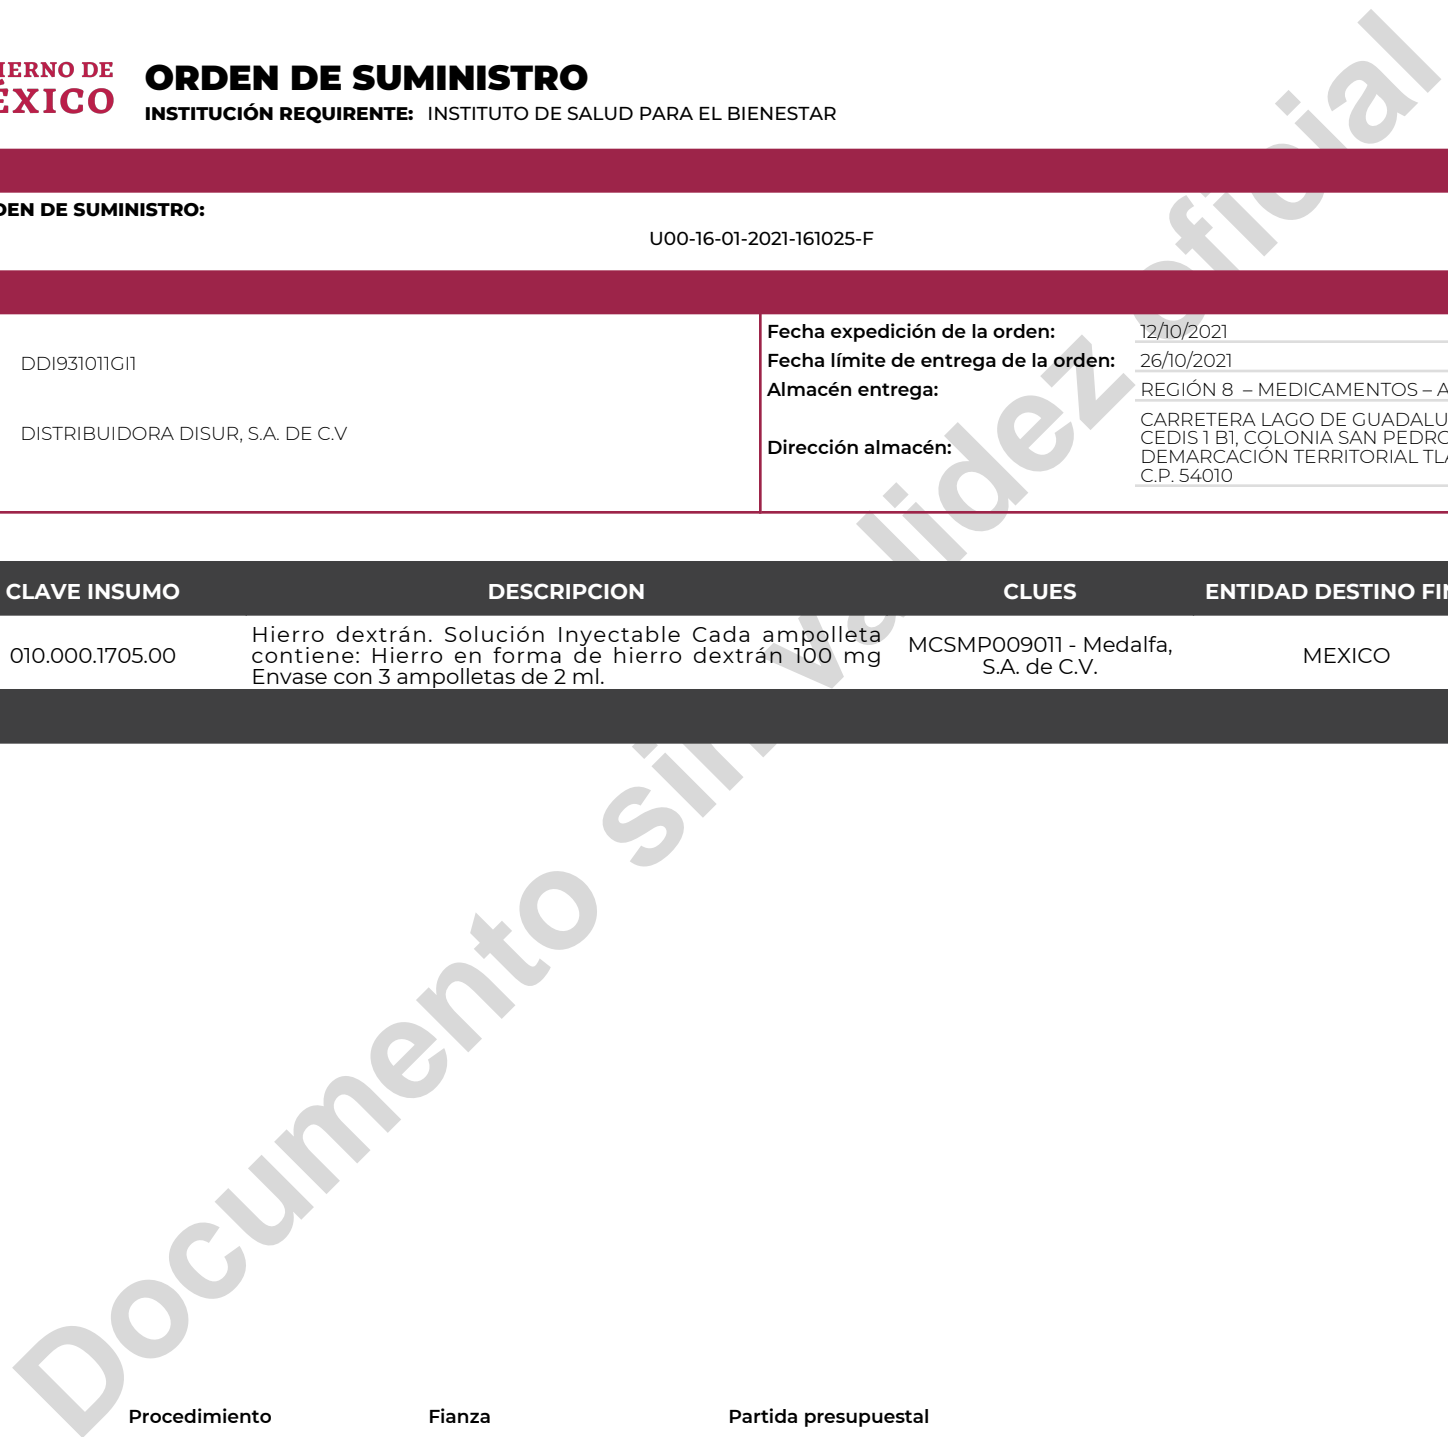 ORDEN DE SUMINISTRO
INSTITUCIÓN REQUIRENTE: INSTITUTO DE SALUD PARA EL BIENESTAR
IERNO DE
ÉXICO
DEN DE SUMINISTRO:
U00-16-01-2021-161025-F
DDI931011GI1
DISTRIBUIDORA DISUR, S.A. DE C.V
Fecha expedición de la orden: 12/10/2021
Fecha límite de entrega de la orden: 26/10/2021
Almacén entrega: REGIÓN 8 – MEDICAMENTOS – A
Dirección almacén:
CARRETERA LAGO DE GUADALU
CEDIS 1 B1, COLONIA SAN PEDRO
DEMARCACIÓN TERRITORIAL TLA
C.P. 54010
CLAVE INSUMO DESCRIPCION CLUES ENTIDAD DESTINO FIN
010.000.1705.00
Hierro dextrán. Solución Inyectable Cada ampolleta
contiene: Hierro en forma de hierro dextrán 100 mg
Envase con 3 ampolletas de 2 ml.
MCSMP009011 - Medalfa,
S.A. de C.V.
MEXICO
Documento sin validez oficial
Procedimiento Fianza Partida presupuestal